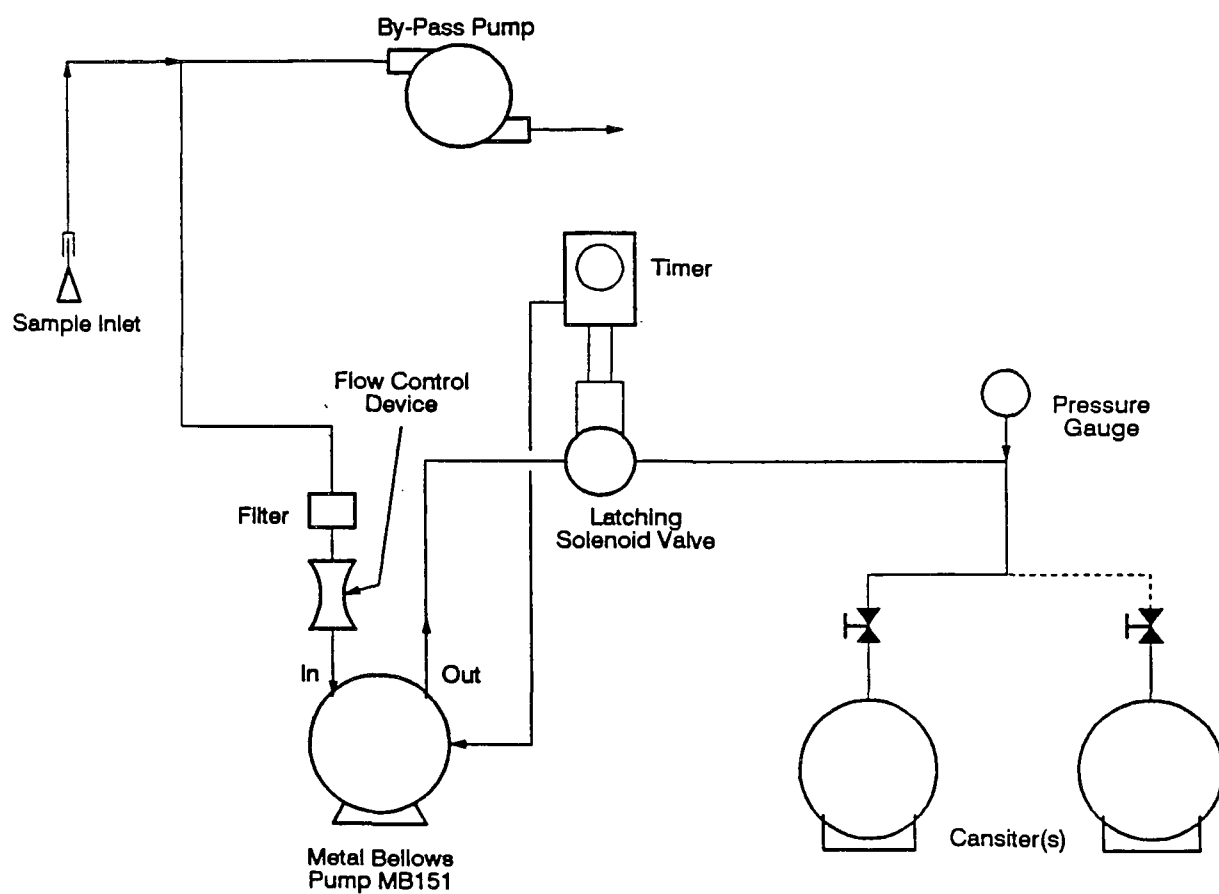 By-Pass Pump
Sample Inlet
Timer
Flow Control
Device
Pressure
Gauge
Filter
Latching
Solenoid Valve
In
Out
Cansiter(s)
Metal Bellows
Pump MB151